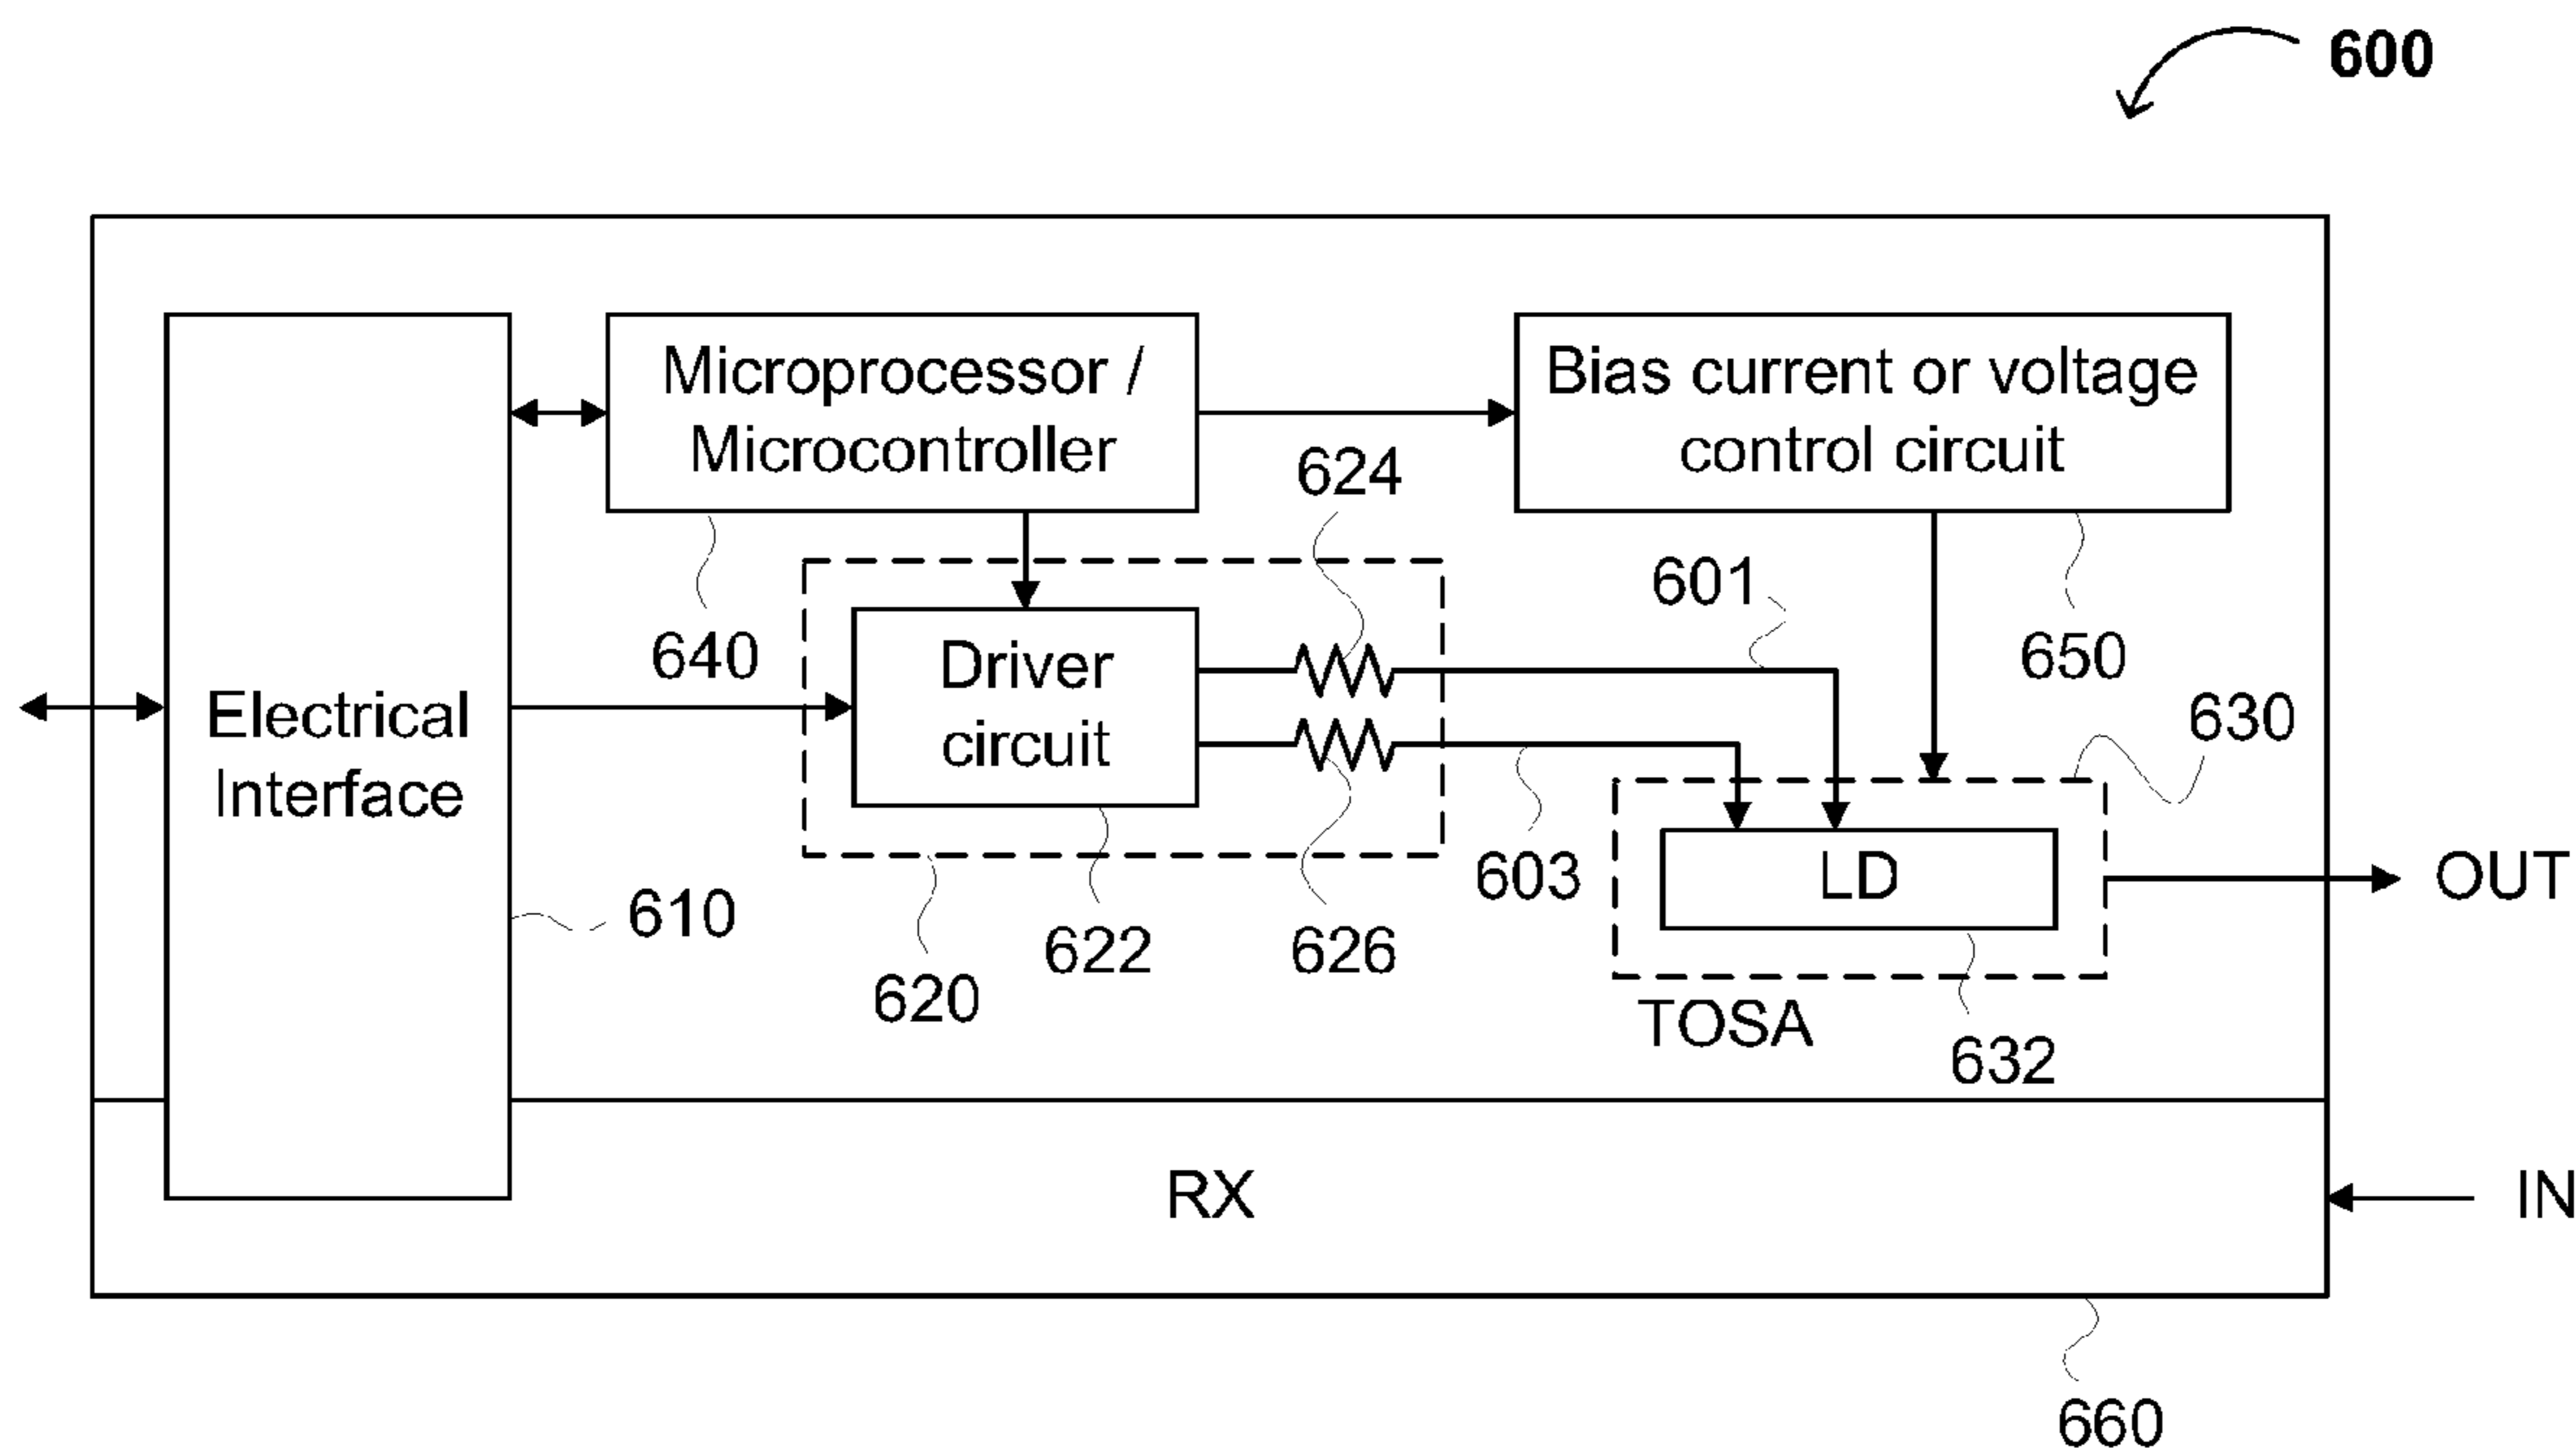 600
Microprocessor /
Microcontroller
Bias current or voltage
control circuit
624
601
640
650
Driver
circuit
630
Electrical
Interface
603
LD
OUT
610
622
626
620
TOSA
632
RX
IN
660